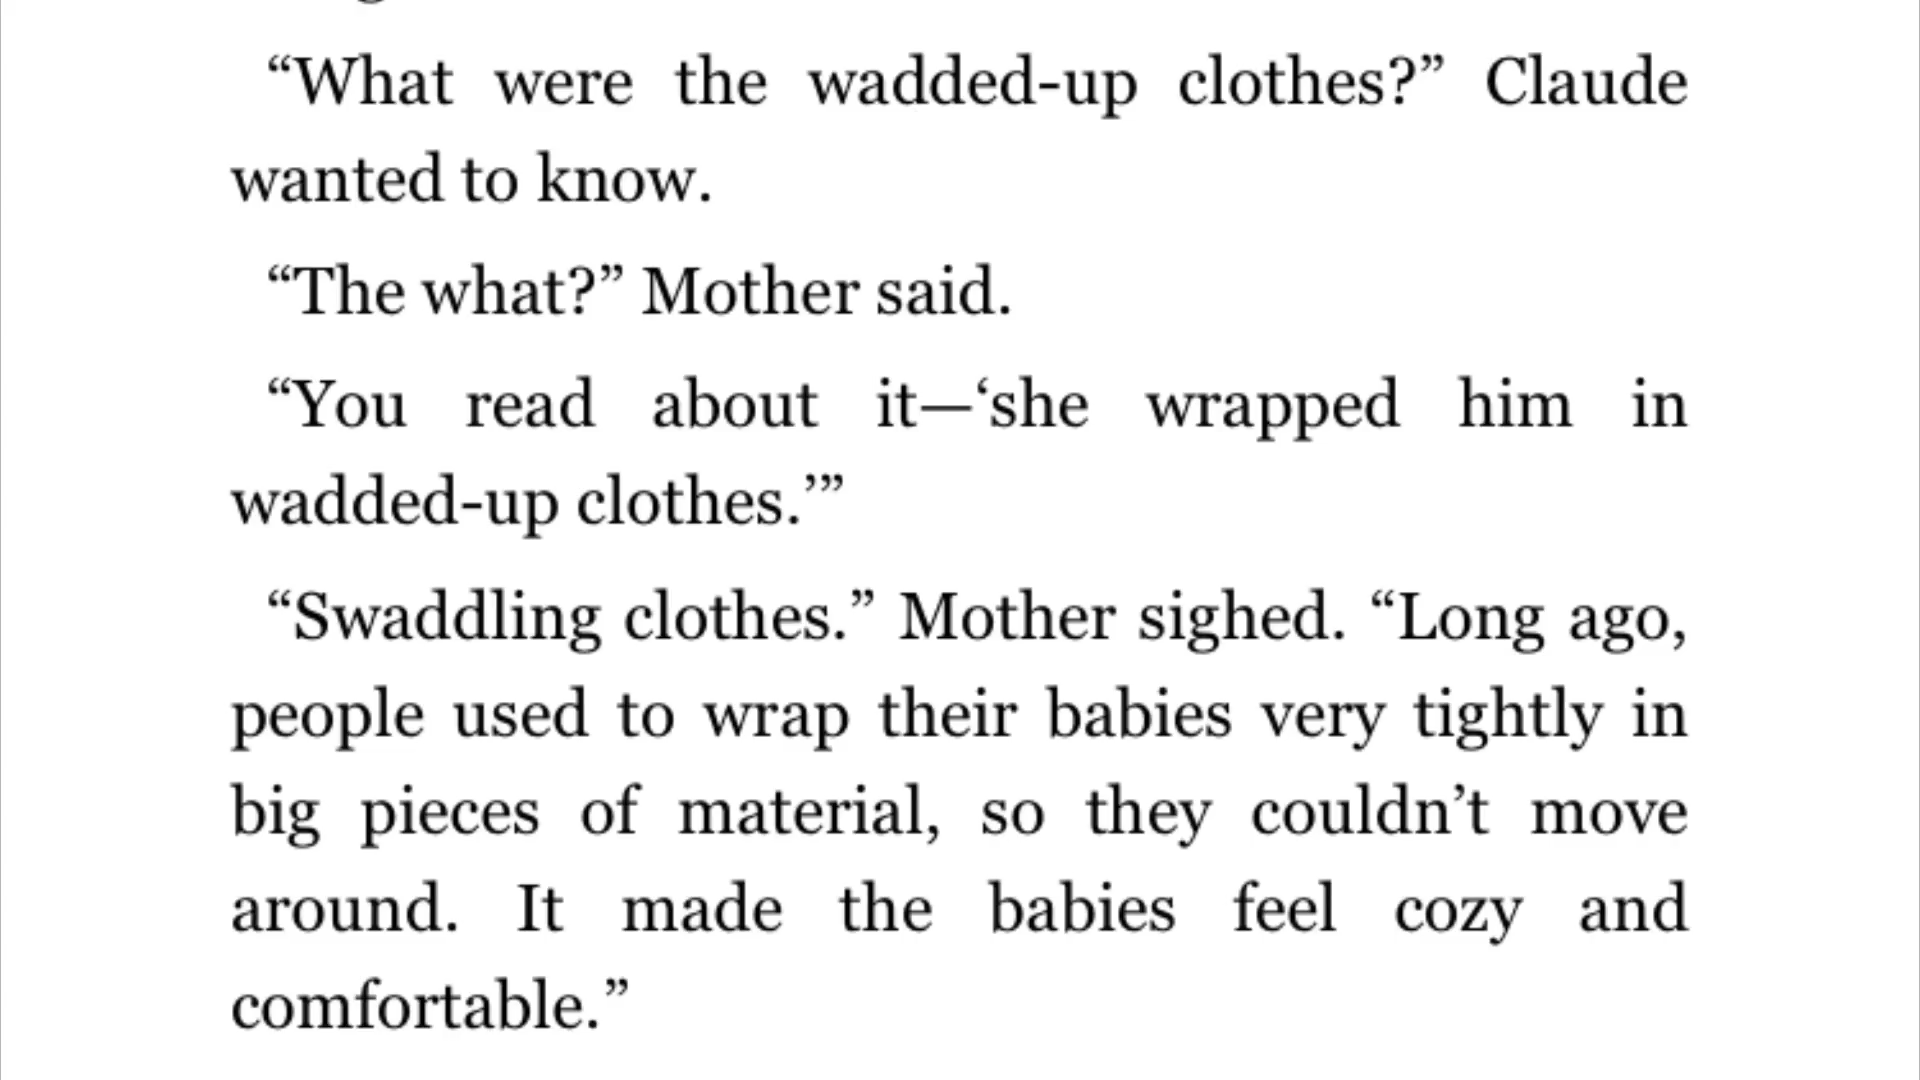 “What were the wadded-up clothes?” Claude
wanted to know.
“The what?” Mother said.
“You read about it—‘she wrapped him in
wadded-up clothes.’”
“Swaddling clothes.” Mother sighed. “Long ago,
people used to wrap their babies very tightly in
big pieces of material, so they couldn’t move
around. It made the babies feel cozy and
comfortable.”